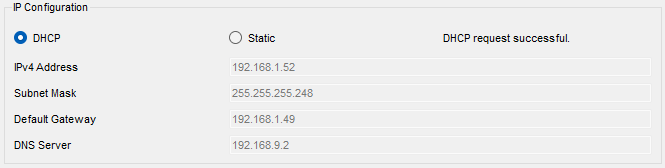 IP Configuration
DHCP Static DHCP request successful.
IPv4 Address 192.168.1.52
Subnet Mask 255.255.255.248
Default Gateway 192.168.1.49
DNS Server 192.168.9.2